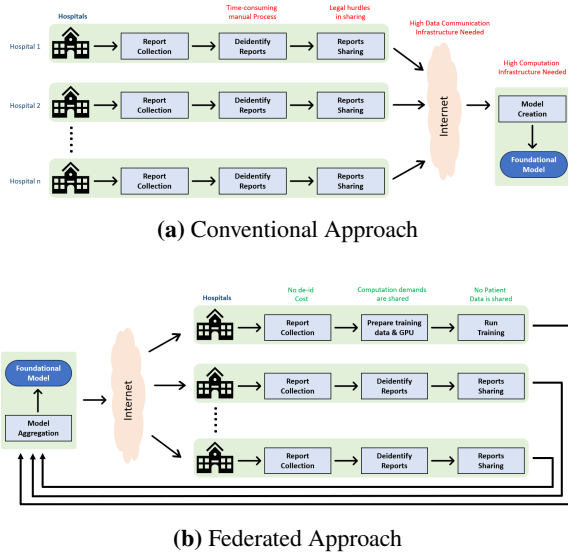 Hospitals
Time-consuming
manual Process
Legal hurdles
in sharing
High Data Communication
Infrastructure Needed
Hospital 1
Report
Collection
Deidentify
Reports
Reports
Sharing
High Computation
Infrastructure Needed
Hospital 2
Report
Collection
Deidentify
Reports
Reports
Sharing
Internet
Model
Creation
Foundational
Model
Hospital n
Report
Collection
Deidentify
Reports
Reports
Sharing
(a) Conventional Approach
No de-id
Cost
Computation demands
are shared
No Patient
Data is shared
Hospitals
Report
Collection
Prepare training
data & GPU
Run
Training
Foundational
Model
Model
Aggregation
Internet
Report
Collection
Deidentify
Reports
Reports
Sharing
Report
Collection
Deidentify
Reports
Reports
Sharing
(b) Federated Approach